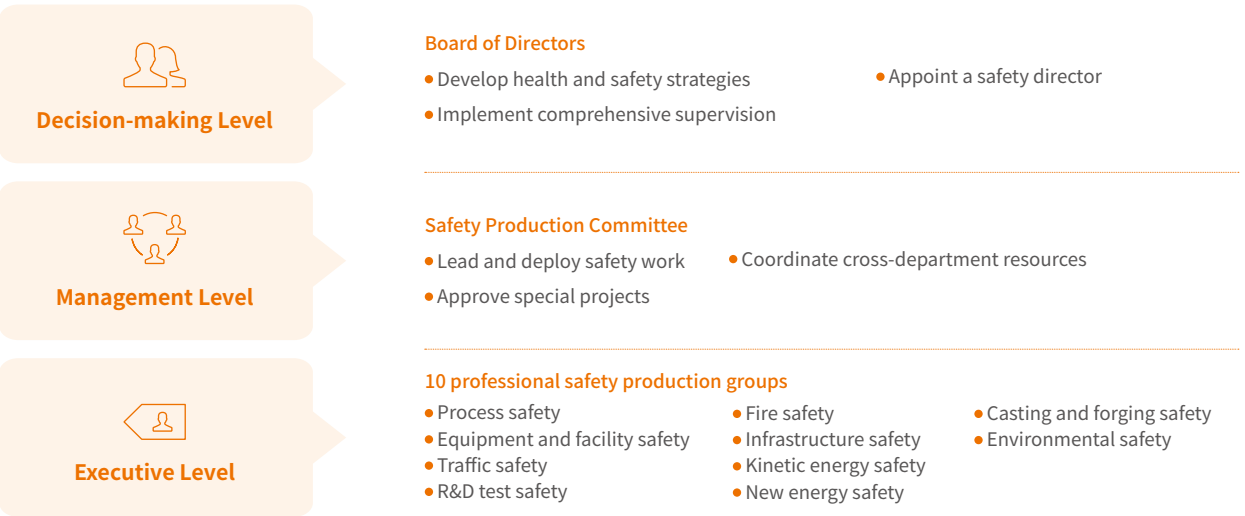 Decision-making Level
Board of Directors
Develop health and safety strategies
Implement comprehensive supervision
Appoint a safety director
Management Level
Safety Production Committee
Lead and deploy safety work
Approve special projects
Coordinate cross-department resources
Executive Level
10 professional safety production groups
Process safety
Equipment and facility safety
Traffic safety
R&D test safety
Fire safety
Infrastructure safety
Kinetic energy safety
New energy safety
Casting and forging safety
Environmental safety